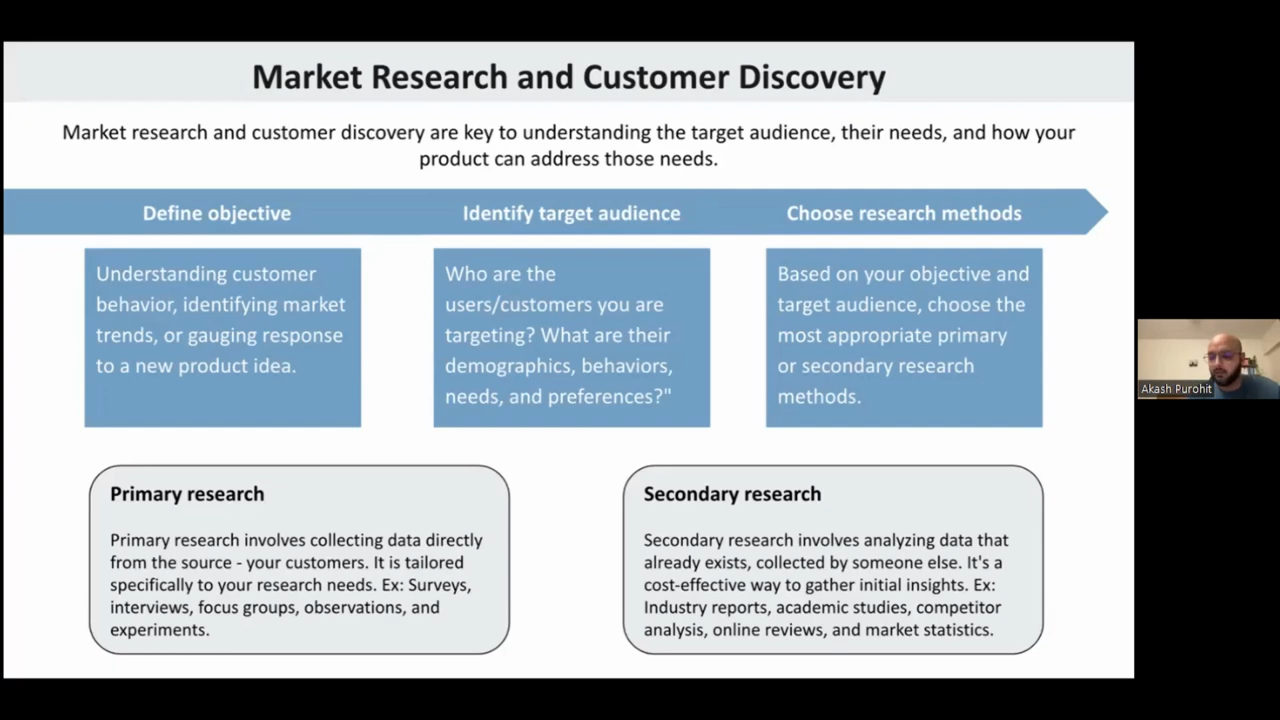 Market Research and Customer Discovery
Market research and customer discovery are key to understanding the target audience, their needs, and how your
product can address those needs.
Define objective
Identify target audience
Choose research methods
Understanding customer
behavior, identifying market
trends, or gauging response
to a new product idea.
Who are the
users/customers you are
targeting? What are their
demographics, behaviors,
needs, and preferences?"
Based on your objective and
target audience, choose the
most appropriate primary
or secondary research
methods.
Primary research
Primary research involves collecting data directly
from the source - your customers. It is tailored
specifically to your research needs. Ex: Surveys,
interviews, focus groups, observations, and
experiments.
Secondary research
Secondary research involves analyzing data that
already exists, collected by someone else. It's a
cost-effective way to gather initial insights. Ex:
Industry reports, academic studies, competitor
analysis, online reviews, and market statistics.
Akash Purohit